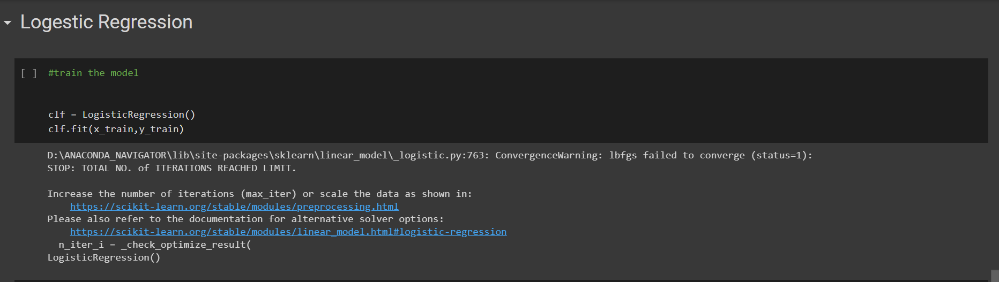 Logestic Regression
[ ] #train the model
clf = LogisticRegression()
clf.fit(x_train,y_train)
D:\ANACONDA_NAVIGATOR\lib\site-packages\sklearn\linear_model\_logistic.py:763: ConvergenceWarning: lbfgs failed to converge (status=1):
STOP: TOTAL NO. of ITERATIONS REACHED LIMIT.
Increase the number of iterations (max_iter) or scale the data as shown in:
https://scikit-learn.org/stable/modules/preprocessing.html
Please also refer to the documentation for alternative solver options:
https://scikit-learn.org/stable/modules/linear_model.html#logistic-regression
n_iter_i = _check_optimize_result(
LogisticRegression()